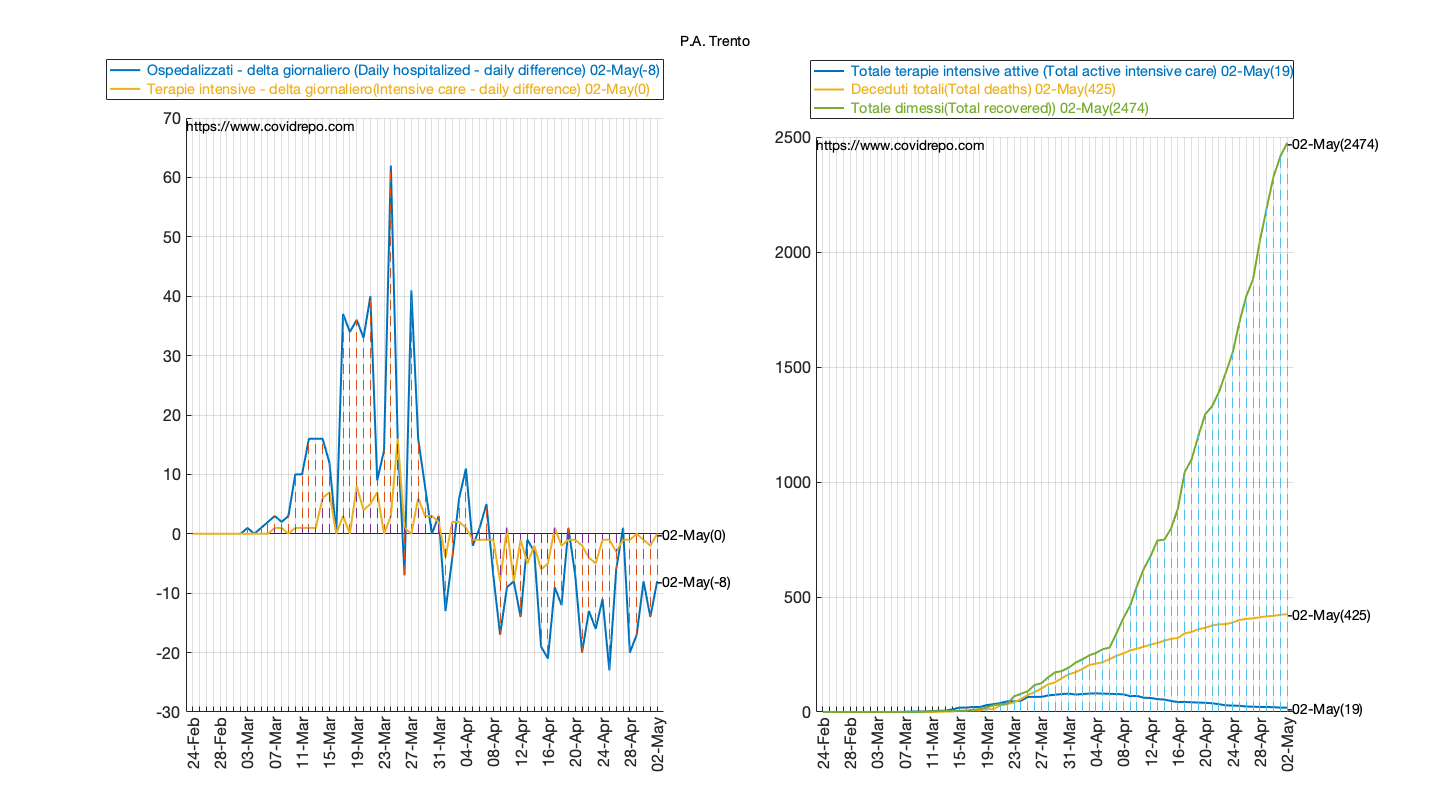 P.A. Trento
Ospedalizzati - delta giornaliero (Daily hospitalized - daily difference) 02-May(-8)
Terapie intensive - delta giornaliero(Intensive care - daily difference) 02-May(0)
https://www.covidrepo.com
70
60
50
40
30
20
10
0
-10
-20
-30
02-May(0)
02-May(-8)
24-Feb
28-Feb
03-Mar
07-Mar
11-Mar
15-Mar
19-Mar
23-Mar
27-Mar
31-Mar
04-Apr
08-Apr
12-Apr
16-Apr
20-Apr
24-Apr
28-Apr
02-May
Totale terapie intensive attive (Total active intensive care) 02-May(19)
Deceduti totali(Total deaths) 02-May(425)
Totale dimessi(Total recovered)) 02-May(2474)
https://www.covidrepo.com
2500
2000
1500
1000
500
0
02-May(2474)
02-May(425)
02-May(19)
24-Feb
28-Feb
03-Mar
07-Mar
11-Mar
15-Mar
19-Mar
23-Mar
27-Mar
31-Mar
04-Apr
08-Apr
12-Apr
16-Apr
20-Apr
24-Apr
28-Apr
02-May